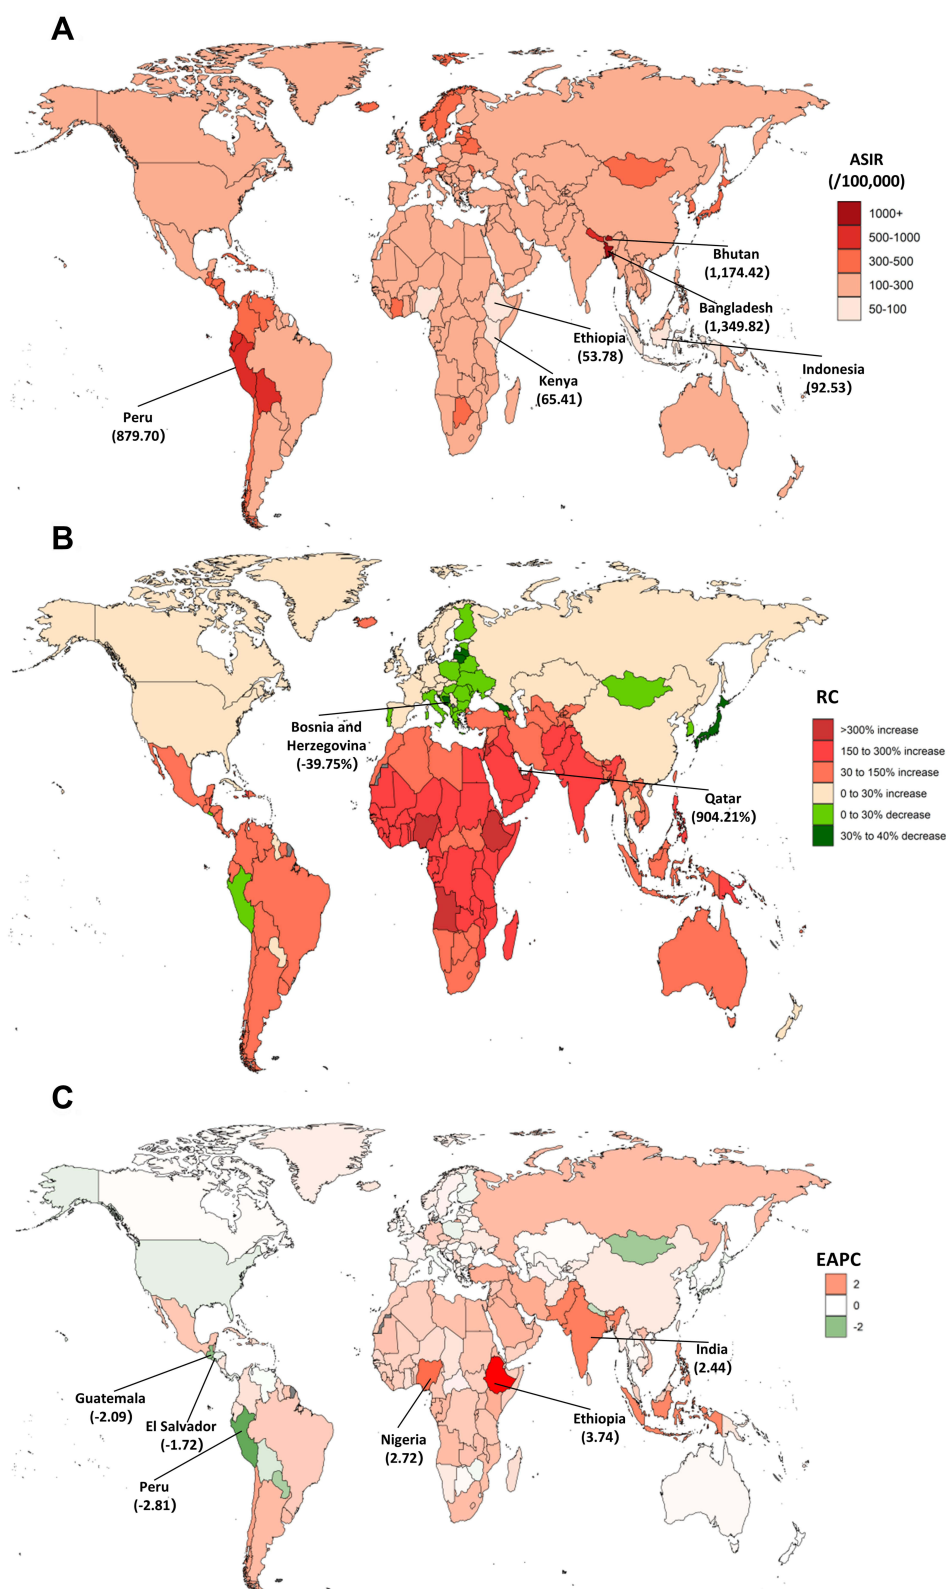 A
ASIR
(/100,000)
1000+
500-1000
300-500
100-300
50-100
Bhutan
(1,174.42)
Bangladesh
(1,349.82)
Ethiopia
(53.78)
Indonesia
(92.53)
Kenya
(65.41)
Peru
(879.70)
B
RC
>300% increase
150 to 300% increase
30 to 150% increase
0 to 30% increase
0 to 30% decrease
30% to 40% decrease
Bosnia and
Herzegovina
(-39.75%)
Qatar
(904.21%)
C
EAPC
2
0
-2
India
(2.44)
Guatemala
(-2.09)
El Salvador
(-1.72)
Ethiopia
(3.74)
Nigeria
(2.72)
Peru
(-2.81)